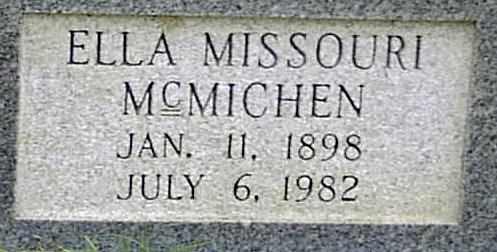 ELLA MISSOURI
McMICHEN
JAN. 11, 1898
JULY 6, 1982